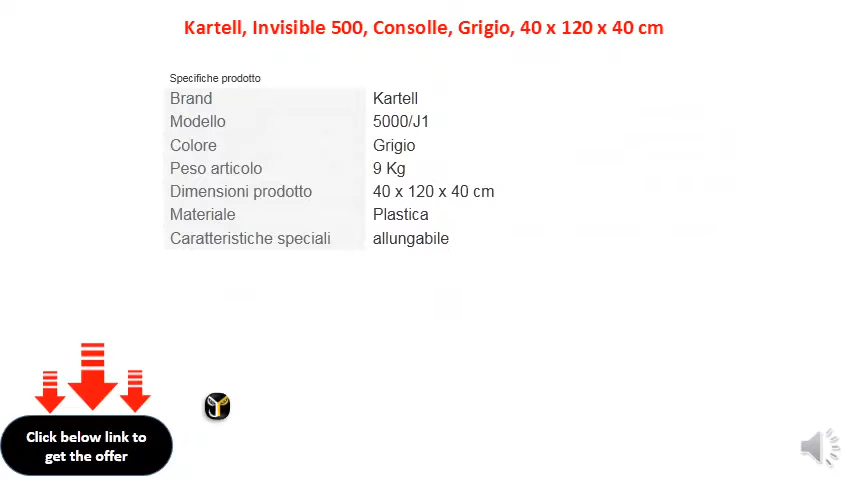 Kartell, Invisible 500, Consolle, Grigio, 40 x 120 x 40 cm
Specifiche prodotto
Brand Kartell
Modello 5000/J1
Colore Grigio
Peso articolo 9 Kg
Dimensioni prodotto 40 x 120 x 40 cm
Materiale Plastica
Caratteristiche speciali allungabile
Click below link to
get the offer